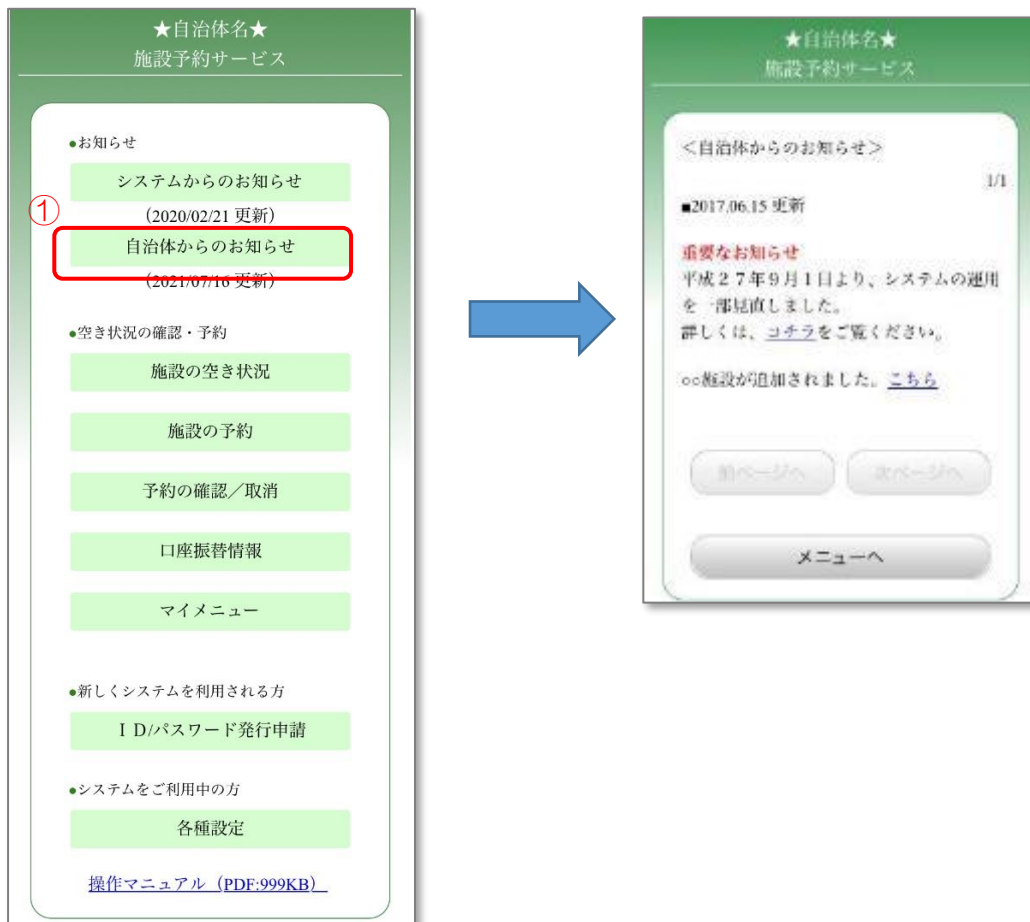 ★自治体名★
施設予約サービス
●お知らせ
システムからのお知らせ
(2020/02/21 更新)
①
自治体からのお知らせ
(2021/07/16 更新)
●空き状況の確認・予約
施設の空き状況
施設の予約
予約の確認／取消
口座振替情報
マイメニュー
●新しくシステムを利用される方
ＩＤ/パスワード発行申請
●システムをご利用中の方
各種設定
操作マニュアル（PDF:999KB）
★自治体名★
施設予約サービス
＜自治体からのお知らせ＞
1/1
■2017.06.15 更新
重要なお知らせ
平成２７年９月１日より、システムの運用
を一部見直しました。
詳しくは、コチラをご覧ください。
○○施設が追加されました。こちら
前ページへ
次ページへ
メニューへ